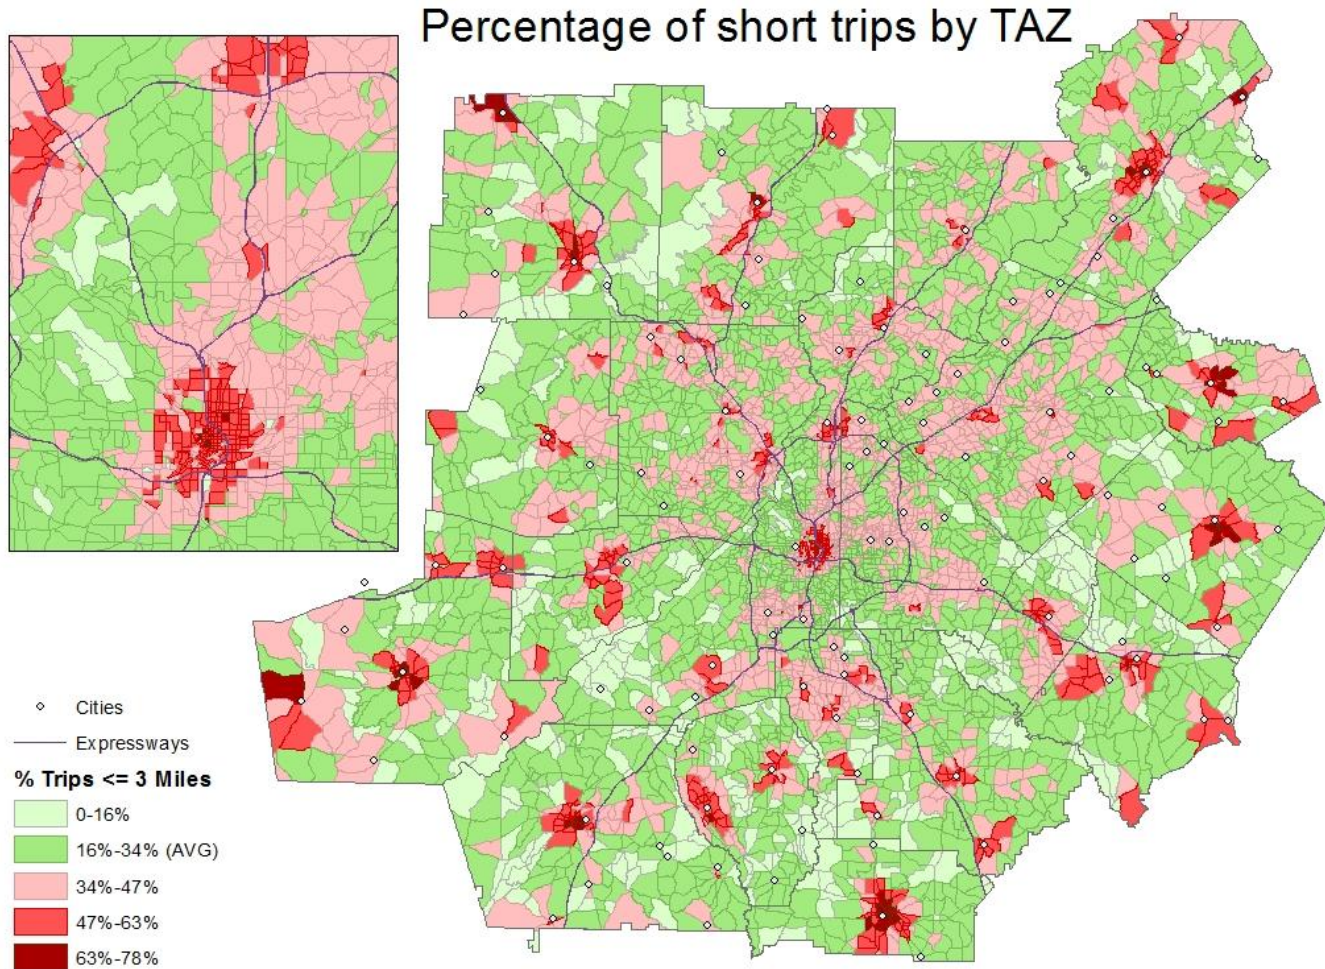 Percentage of short trips by TAZ
Cities
Expressways
% Trips <= 3 Miles
0-16%
16%-34% (AVG)
34%-47%
47%-63%
63%-78%